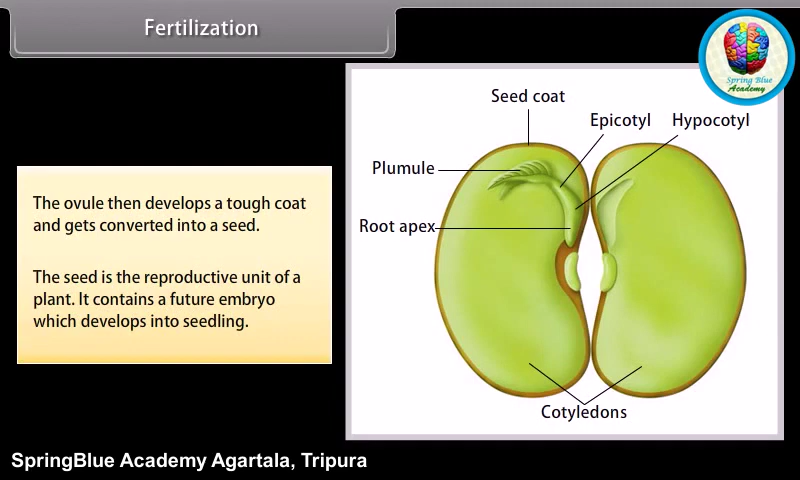 Fertilization
Spring Blue
Academy
Seed coat
Epicotyl
Hypocotyl
Plumule
Root apex
The ovule then develops a tough coat
and gets converted into a seed.
The seed is the reproductive unit of a
plant. It contains a future embryo
which develops into seedling.
Cotyledons
SpringBlue Academy Agartala, Tripura